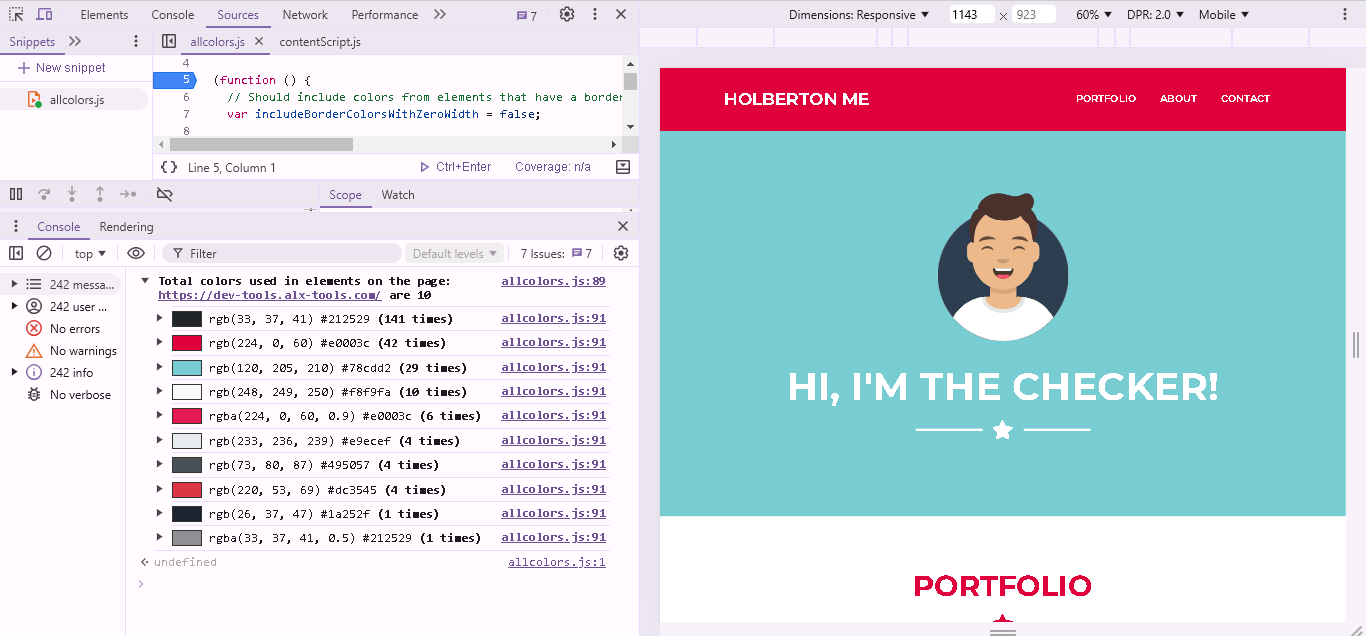 Elements Console Sources Network Performance 7
Dimensions: Responsive 1143 × 923 60% DPR: 2.0 Mobile
Snippets
allcolors.js contentScript.js
New snippet
allcolors.js
4
5 (function () {
6 // Should include colors from elements that have a border
7 var includeBorderColorsWithZeroWidth = false;
8
{} Line 5, Column 1 Ctrl+Enter Coverage: n/a
Scope Watch
Console Rendering
top Filter Default levels 7 Issues: 7
242 messa...
242 user ...
No errors
No warnings
242 info
No verbose
Total colors used in elements on the page: allcolors.js:89
https://dev-tools.alx-tools.com/ are 10
rgb(33, 37, 41) #212529 (141 times) allcolors.js:91
rgb(224, 0, 60) #e0003c (42 times) allcolors.js:91
rgb(120, 205, 210) #78cdd2 (29 times) allcolors.js:91
rgb(248, 249, 250) #f8f9fa (10 times) allcolors.js:91
rgba(224, 0, 60, 0.9) #e0003c (6 times) allcolors.js:91
rgb(233, 236, 239) #e9ecef (4 times) allcolors.js:91
rgb(73, 80, 87) #495057 (4 times) allcolors.js:91
rgb(220, 53, 69) #dc3545 (4 times) allcolors.js:91
rgb(26, 37, 47) #1a252f (1 times) allcolors.js:91
rgba(33, 37, 41, 0.5) #212529 (1 times) allcolors.js:91
undefined allcolors.js:1
HOLBERTON ME PORTFOLIO ABOUT CONTACT
HI, I'M THE CHECKER!
PORTFOLIO